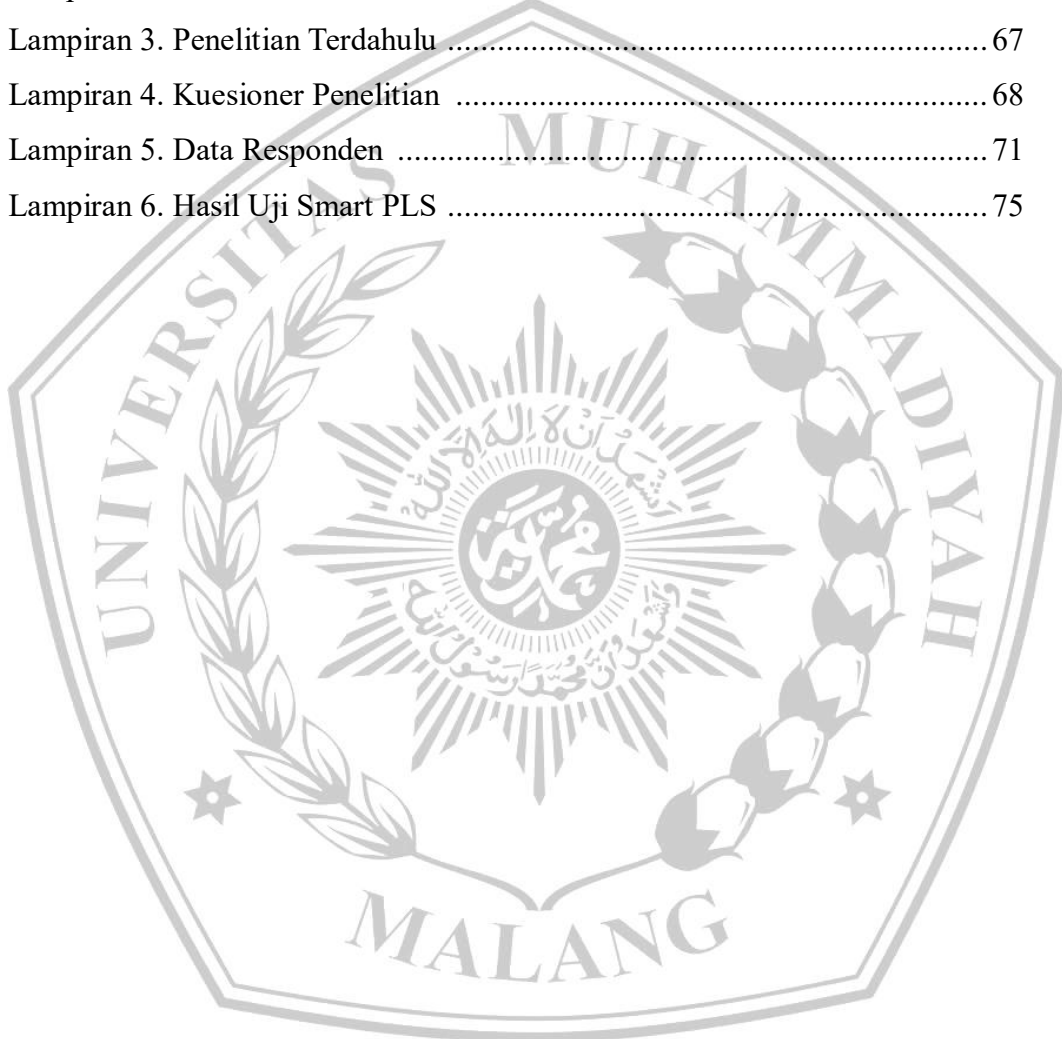 Lampiran 3. Penelitian Terdahulu ........................................................................ 67
Lampiran 4. Kuesioner Penelitian ....................................................................... 68
Lampiran 5. Data Responden ............................................................................... 71
Lampiran 6. Hasil Uji Smart PLS ........................................................................ 75
UNIVERSITAS MUHAMMADIYAH
MALANG